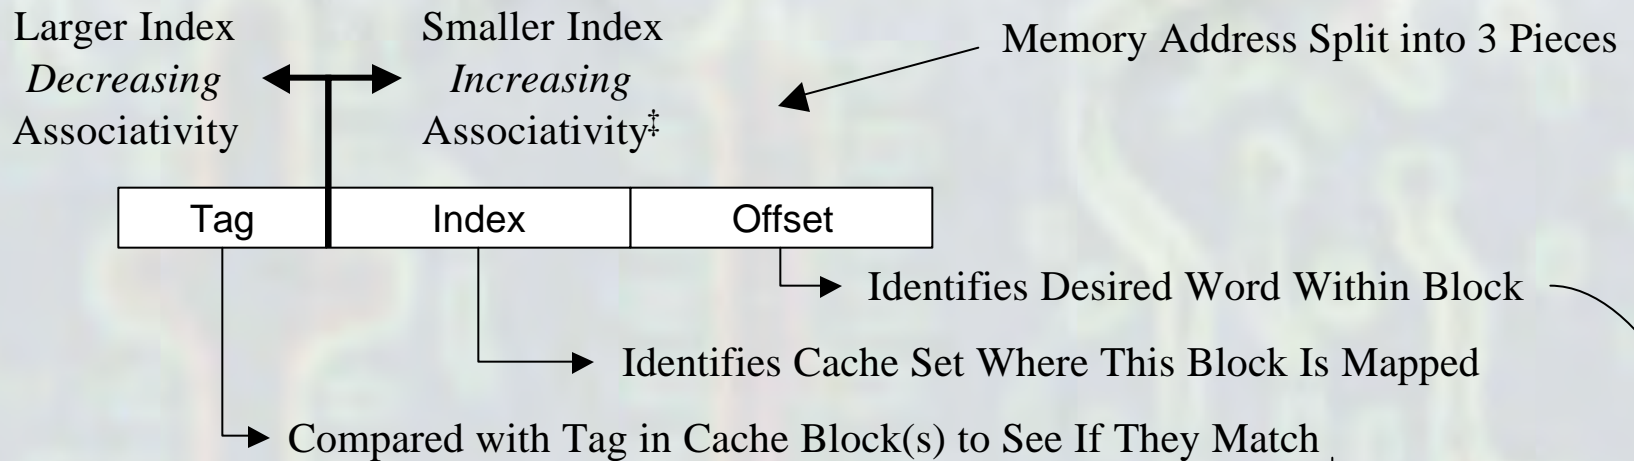 Larger Index
Decreasing
Associativity
Smaller Index
Increasing
Associativity‡
Memory Address Split into 3 Pieces
Tag
Index
Offset
Identifies Desired Word Within Block
Identifies Cache Set Where This Block Is Mapped
Compared with Tag in Cache Block(s) to See If They Match